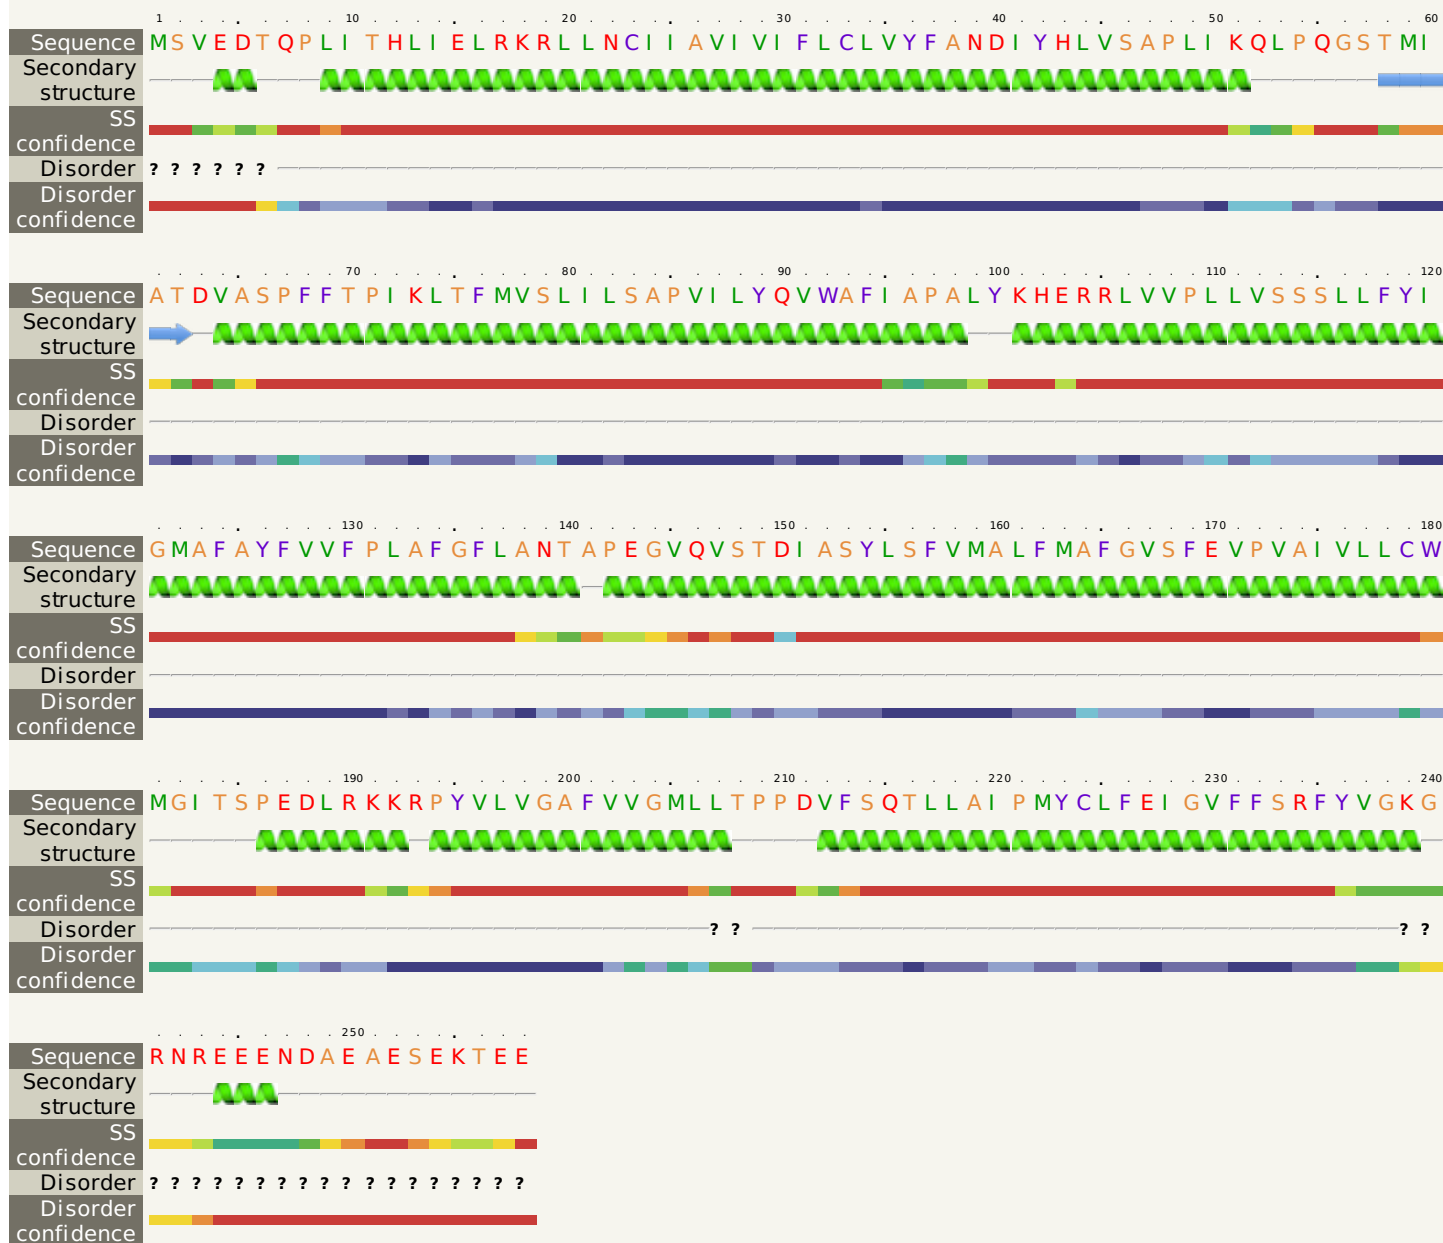 1 . . . . 10 . . . . 20 . . . . 30 . . . . 40 . . . . 50 . . . . 60
Sequence M S V E D T Q P L I T H L I E L R K R L L N C I I A V I V I F L C L V Y F A N D I Y H L V S A P L I K Q L P Q G S T M I
Secondary
structure
SS
confidence
Disorder ? ? ? ? ? ?
Disorder
confidence
. . . . 70 . . . . 80 . . . . 90 . . . . 100 . . . . 110 . . . . 120
Sequence A T D V A S P F F T P I K L T F M V S L I L S A P V I L Y Q V W A F I A P A L Y K H E R R L V V P L L V S S S L L F Y I
Secondary
structure
SS
confidence
Disorder
Disorder
confidence
. . . . 130 . . . . 140 . . . . 150 . . . . 160 . . . . 170 . . . . 180
Sequence G M A F A Y F V V F P L A F G F L A N T A P E G V Q V S T D I A S Y L S F V M A L F M A F G V S F E V P V A I V L L C W
Secondary
structure
SS
confidence
Disorder
Disorder
confidence
. . . . 190 . . . . 200 . . . . 210 . . . . 220 . . . . 230 . . . . 240
Sequence M G I T S P E D L R K K R P Y V L V G A F V V G M L L T P P D V F S Q T L L A I P M Y C L F E I G V F F S R F Y V G K G
Secondary
structure
SS
confidence
Disorder ? ? ? ?
Disorder
confidence
. . . . 250 . . . .
Sequence R N R E E E N D A E A E S E K T E E
Secondary
structure
SS
confidence
Disorder ? ? ? ? ? ? ? ? ? ? ? ? ? ? ? ? ? ?
Disorder
confidence